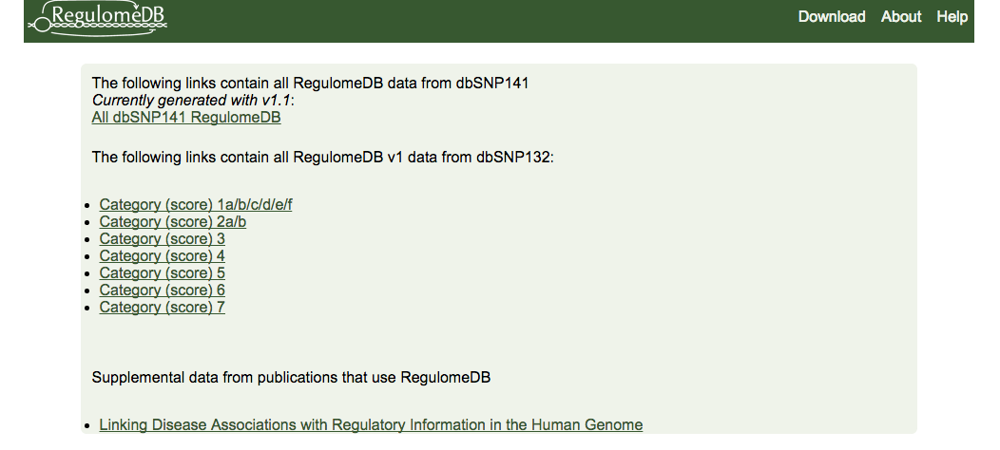 RegulomeDB
Download About Help
The following links contain all RegulomeDB data from dbSNP141
Currently generated with v1.1:
All dbSNP141 RegulomeDB
The following links contain all RegulomeDB v1 data from dbSNP132:
Category (score) 1a/b/c/d/e/f
Category (score) 2a/b
Category (score) 3
Category (score) 4
Category (score) 5
Category (score) 6
Category (score) 7
Supplemental data from publications that use RegulomeDB
Linking Disease Associations with Regulatory Information in the Human Genome